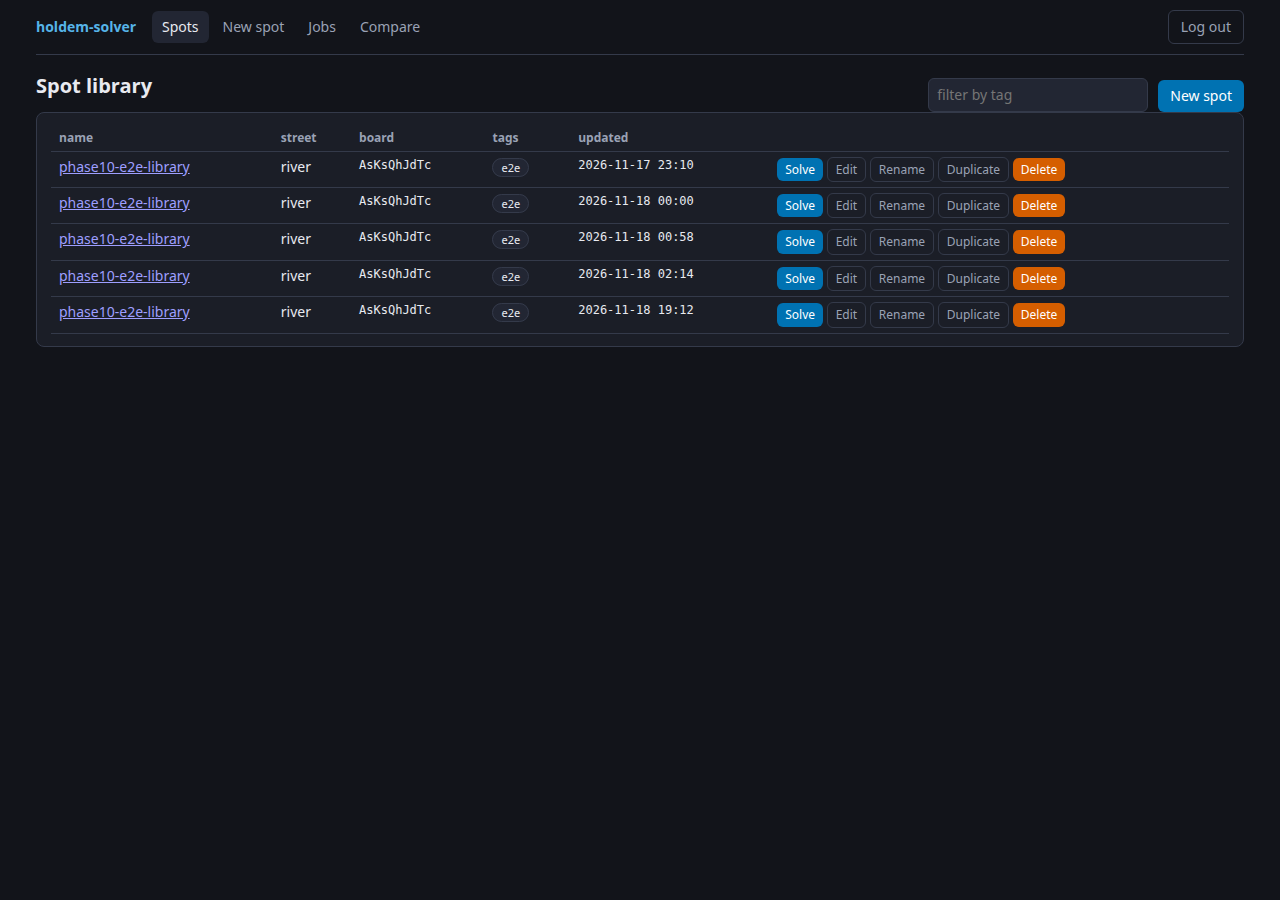 holdem-solver Spots New spot Jobs Compare Log out
Spot library filter by tag New spot
name street board tags updated
phase10-e2e-library river AsKsQhJdTc e2e 2026-11-17 23:10 Solve Edit Rename Duplicate Delete
phase10-e2e-library river AsKsQhJdTc e2e 2026-11-18 00:00 Solve Edit Rename Duplicate Delete
phase10-e2e-library river AsKsQhJdTc e2e 2026-11-18 00:58 Solve Edit Rename Duplicate Delete
phase10-e2e-library river AsKsQhJdTc e2e 2026-11-18 02:14 Solve Edit Rename Duplicate Delete
phase10-e2e-library river AsKsQhJdTc e2e 2026-11-18 19:12 Solve Edit Rename Duplicate Delete